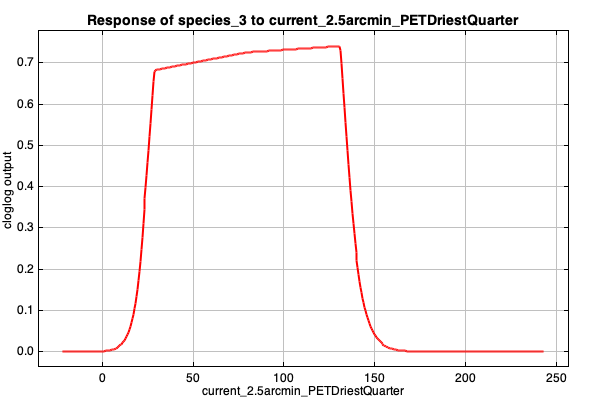 Response of species_3 to current_2.5arcmin_PETDriestQuarter
cloglog output
0.7
0.6
0.5
0.4
0.3
0.2
0.1
0.0
0 50 100 150 200 250
current_2.5arcmin_PETDriestQuarter